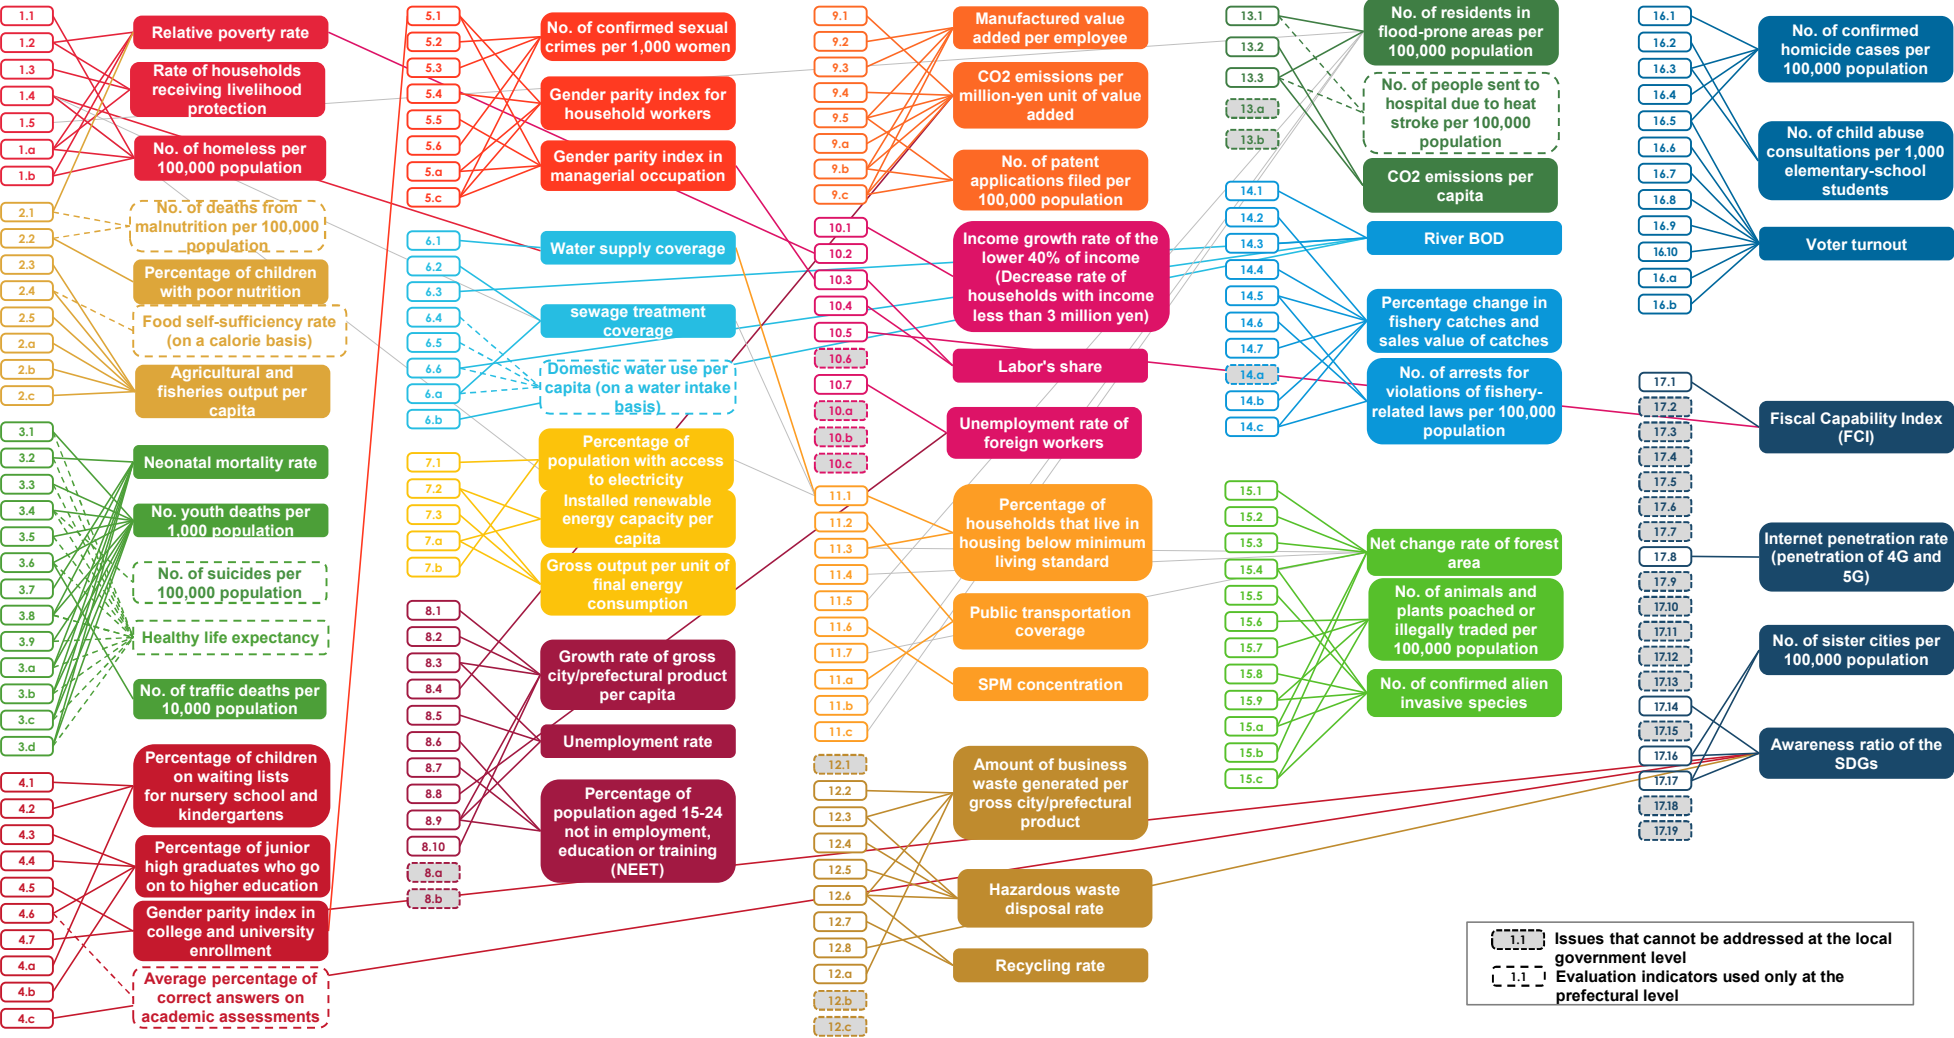 1.1
1.2
1.3
1.4
1.5
1.a
1.b
Relative poverty rate
Rate of households
receiving livelihood
protection
No. of homeless per
100,000 population
2.1
2.2
2.3
2.4
2.5
2.a
2.b
2.c
No. of deaths from
malnutrition per 100,000
population
Percentage of children
with poor nutrition
Food self-sufficiency rate
(on a calorie basis)
Agricultural and
fisheries output per
capita
3.1
3.2
3.3
3.4
3.5
3.6
3.7
3.8
3.9
3.a
3.b
3.c
3.d
Neonatal mortality rate
No. youth deaths per
1,000 population
No. of suicides per
100,000 population
Healthy life expectancy
No. of traffic deaths per
10,000 population
4.1
4.2
4.3
4.4
4.5
4.6
4.7
4.a
4.b
4.c
Percentage of children
on waiting lists
for nursery school and
kindergartens
Percentage of junior
high graduates who go
on to higher education
Gender parity index in
college and university
enrollment
Average percentage of
correct answers on
academic assessments
5.1
5.2
5.3
5.4
5.5
5.6
5.a
5.c
No. of confirmed sexual
crimes per 1,000 women
Gender parity index for
household workers
Gender parity index in
managerial occupation
6.1
6.2
6.3
6.4
6.5
6.6
6.a
6.b
Water supply coverage
sewage treatment
coverage
Domestic water use per
capita (on a water intake
basis)
7.1
7.2
7.3
7.a
7.b
Percentage of
population with access
to electricity
Installed renewable
energy capacity per
capita
Gross output per unit of
final energy
consumption
8.1
8.2
8.3
8.4
8.5
8.6
8.7
8.8
8.9
8.10
8.a
8.b
Growth rate of gross
city/prefectural product
per capita
Unemployment rate
Percentage of
population aged 15-24
not in employment,
education or training
(NEET)
9.1
9.2
9.3
9.4
9.5
9.a
9.b
9.c
Manufactured value
added per employee
CO2 emissions per
million-yen unit of value
added
No. of patent
applications filed per
100,000 population
10.1
10.2
10.3
10.4
10.5
10.6
10.7
10.a
10.b
10.c
Income growth rate of the
lower 40% of income
(Decrease rate of
households with income
less than 3 million yen)
Labor's share
Unemployment rate of
foreign workers
11.1
11.2
11.3
11.4
11.5
11.6
11.7
11.a
11.b
11.c
Percentage of
households that live in
housing below minimum
living standard
Public transportation
coverage
SPM concentration
12.1
12.2
12.3
12.4
12.5
12.6
12.7
12.8
12.a
12.b
12.c
Amount of business
waste generated per
gross city/prefectural
product
Hazardous waste
disposal rate
Recycling rate
13.1
13.2
13.3
13.a
13.b
No. of residents in
flood-prone areas per
100,000 population
No. of people sent to
hospital due to heat
stroke per 100,000
population
CO2 emissions per
capita
14.1
14.2
14.3
14.4
14.5
14.6
14.7
14.a
14.b
14.c
River BOD
Percentage change in
fishery catches and
sales value of catches
No. of arrests for
violations of fishery-
related laws per 100,000
population
15.1
15.2
15.3
15.4
15.5
15.6
15.7
15.8
15.9
15.a
15.b
15.c
Net change rate of forest
area
No. of animals and
plants poached or
illegally traded per
100,000 population
No. of confirmed alien
invasive species
16.1
16.2
16.3
16.4
16.5
16.6
16.7
16.8
16.9
16.10
16.a
16.b
No. of confirmed
homicide cases per
100,000 population
No. of child abuse
consultations per 1,000
elementary-school
students
Voter turnout
17.1
17.2
17.3
17.4
17.5
17.6
17.7
17.8
17.9
17.10
17.11
17.12
17.13
17.14
17.15
17.16
17.17
17.18
17.19
Fiscal Capability Index
(FCI)
Internet penetration rate
(penetration of 4G and
5G)
No. of sister cities per
100,000 population
Awareness ratio of the
SDGs
1.1 Issues that cannot be addressed at the local
government level
1.1 Evaluation indicators used only at the
prefectural level